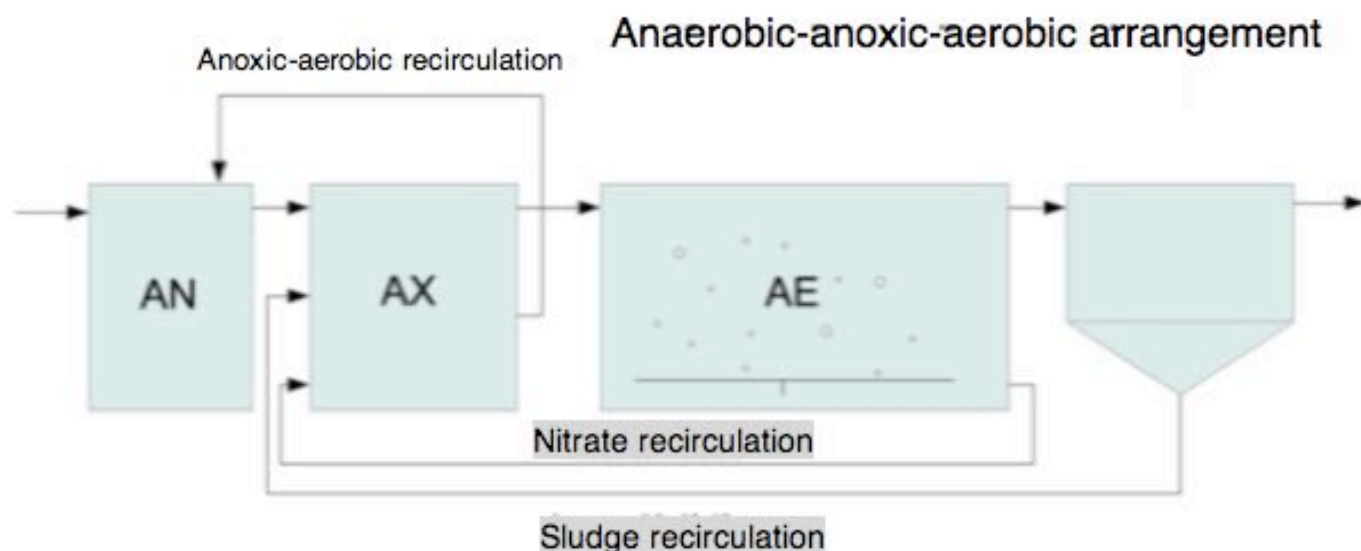 Anaerobic-anoxic-aerobic arrangement
Anoxic-aerobic recirculation
AN
AX
AE
Nitrate recirculation
Sludge recirculation